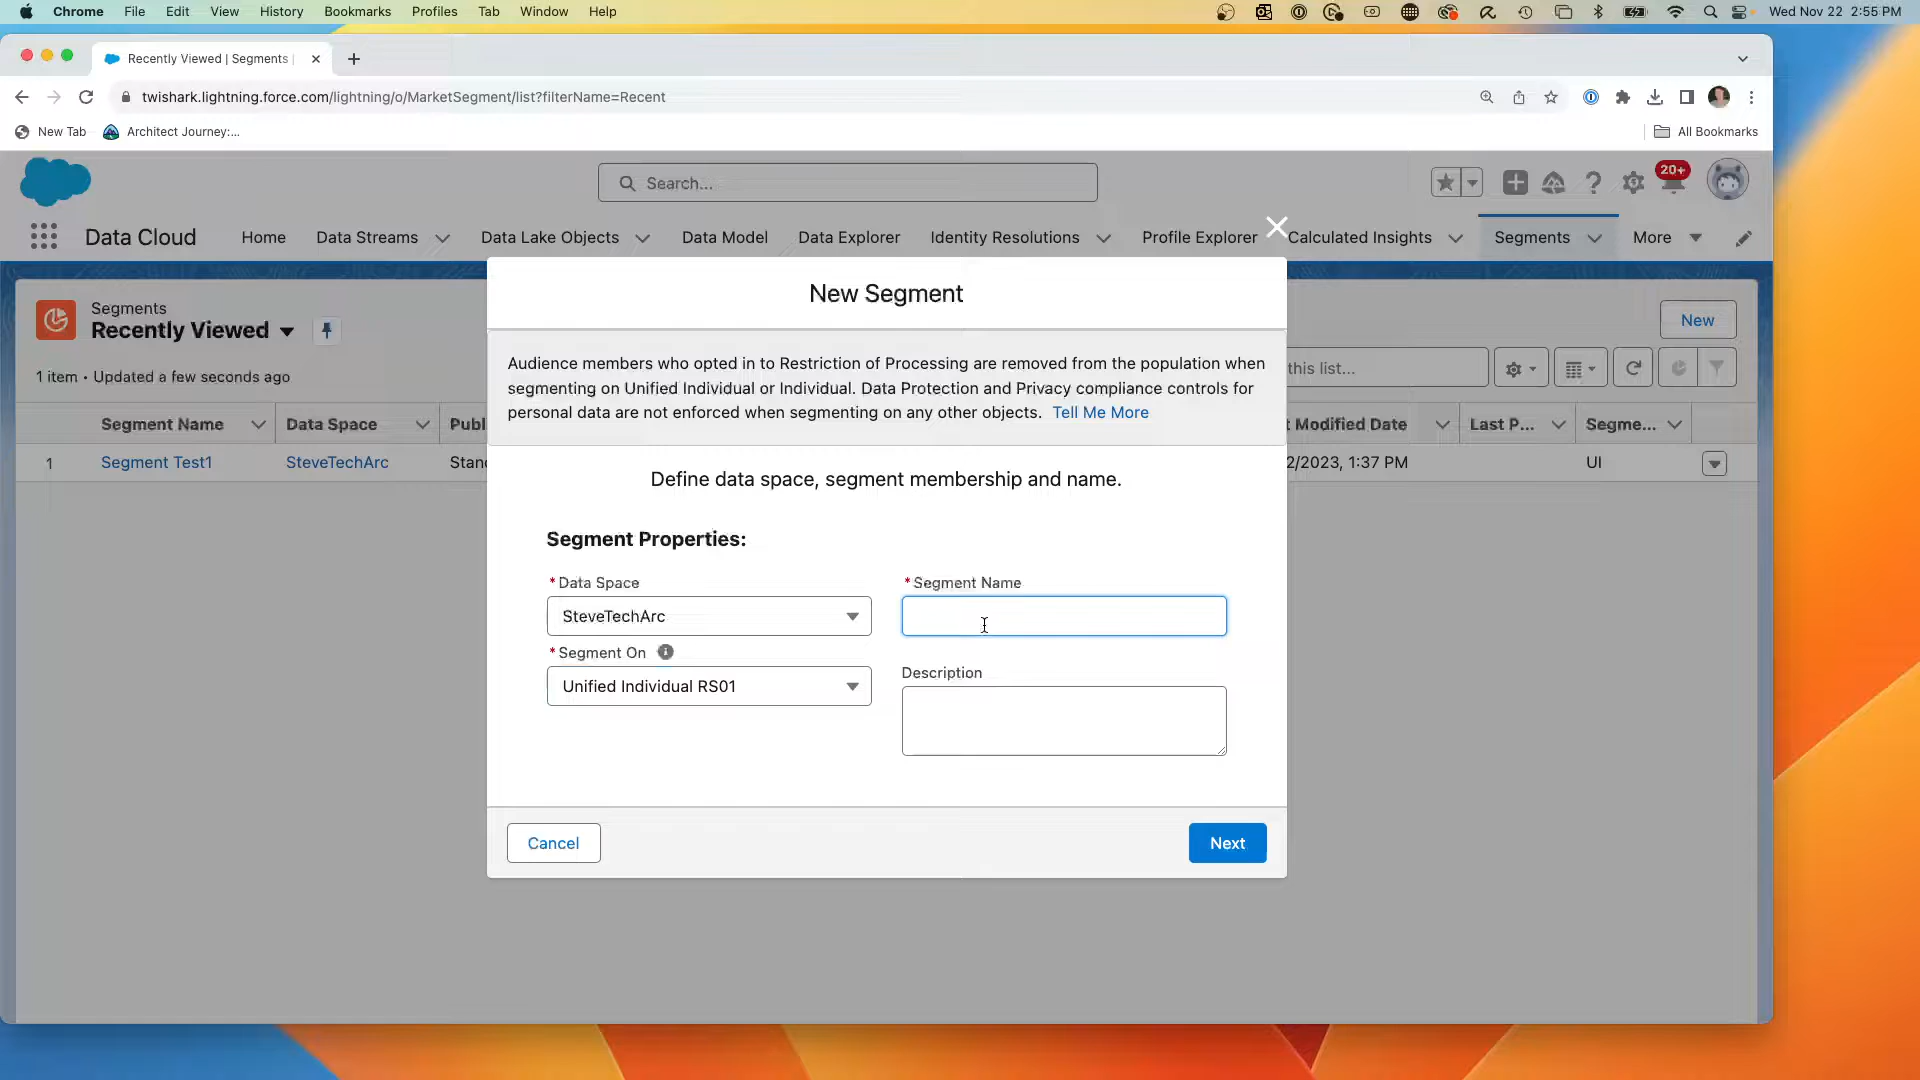 Chrome File Edit View History Bookmarks Profiles Tab Window Help Wed Nov 22 2:55 PM
Recently Viewed | Segments |
twishark.lightning.force.com/lightning/o/MarketSegment/list?filterName=Recent
New Tab Architect Journey:... All Bookmarks
Search... 20+
Data Cloud Home Data Streams Data Lake Objects Data Model Data Explorer Identity Resolutions Profile Explorer Calculated Insights Segments More
New Segment
Segments
Recently Viewed New
Audience members who opted in to Restriction of Processing are removed from the population when
segmenting on Unified Individual or Individual. Data Protection and Privacy compliance controls for
personal data are not enforced when segmenting on any other objects. Tell Me More
1 item • Updated a few seconds ago this list...
Segment Name Data Space Publ t Modified Date Last P... Segme...
1 Segment Test1 SteveTechArc Stan 2/2023, 1:37 PM UI
Define data space, segment membership and name.
Segment Properties:
* Data Space * Segment Name
SteveTechArc
* Segment On
Unified Individual RS01
Description
Cancel Next